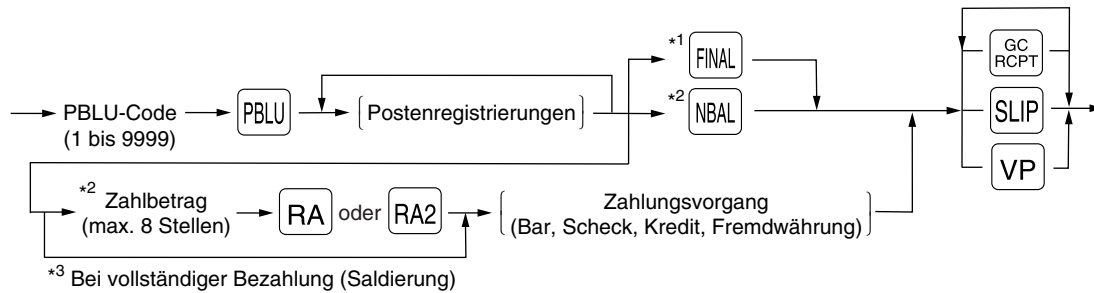 *1 FINAL
GC
RCPT
PBLU-Code
(1 bis 9999)
PBLU
Postenregistrierungen
*2 NBAL
SLIP
VP
*2 Zahlbetrag
(max. 8 Stellen)
RA oder RA2
Zahlungsvorgang
(Bar, Scheck, Kredit, Fremdwährung)
*3 Bei vollständiger Bezahlung (Saldierung)